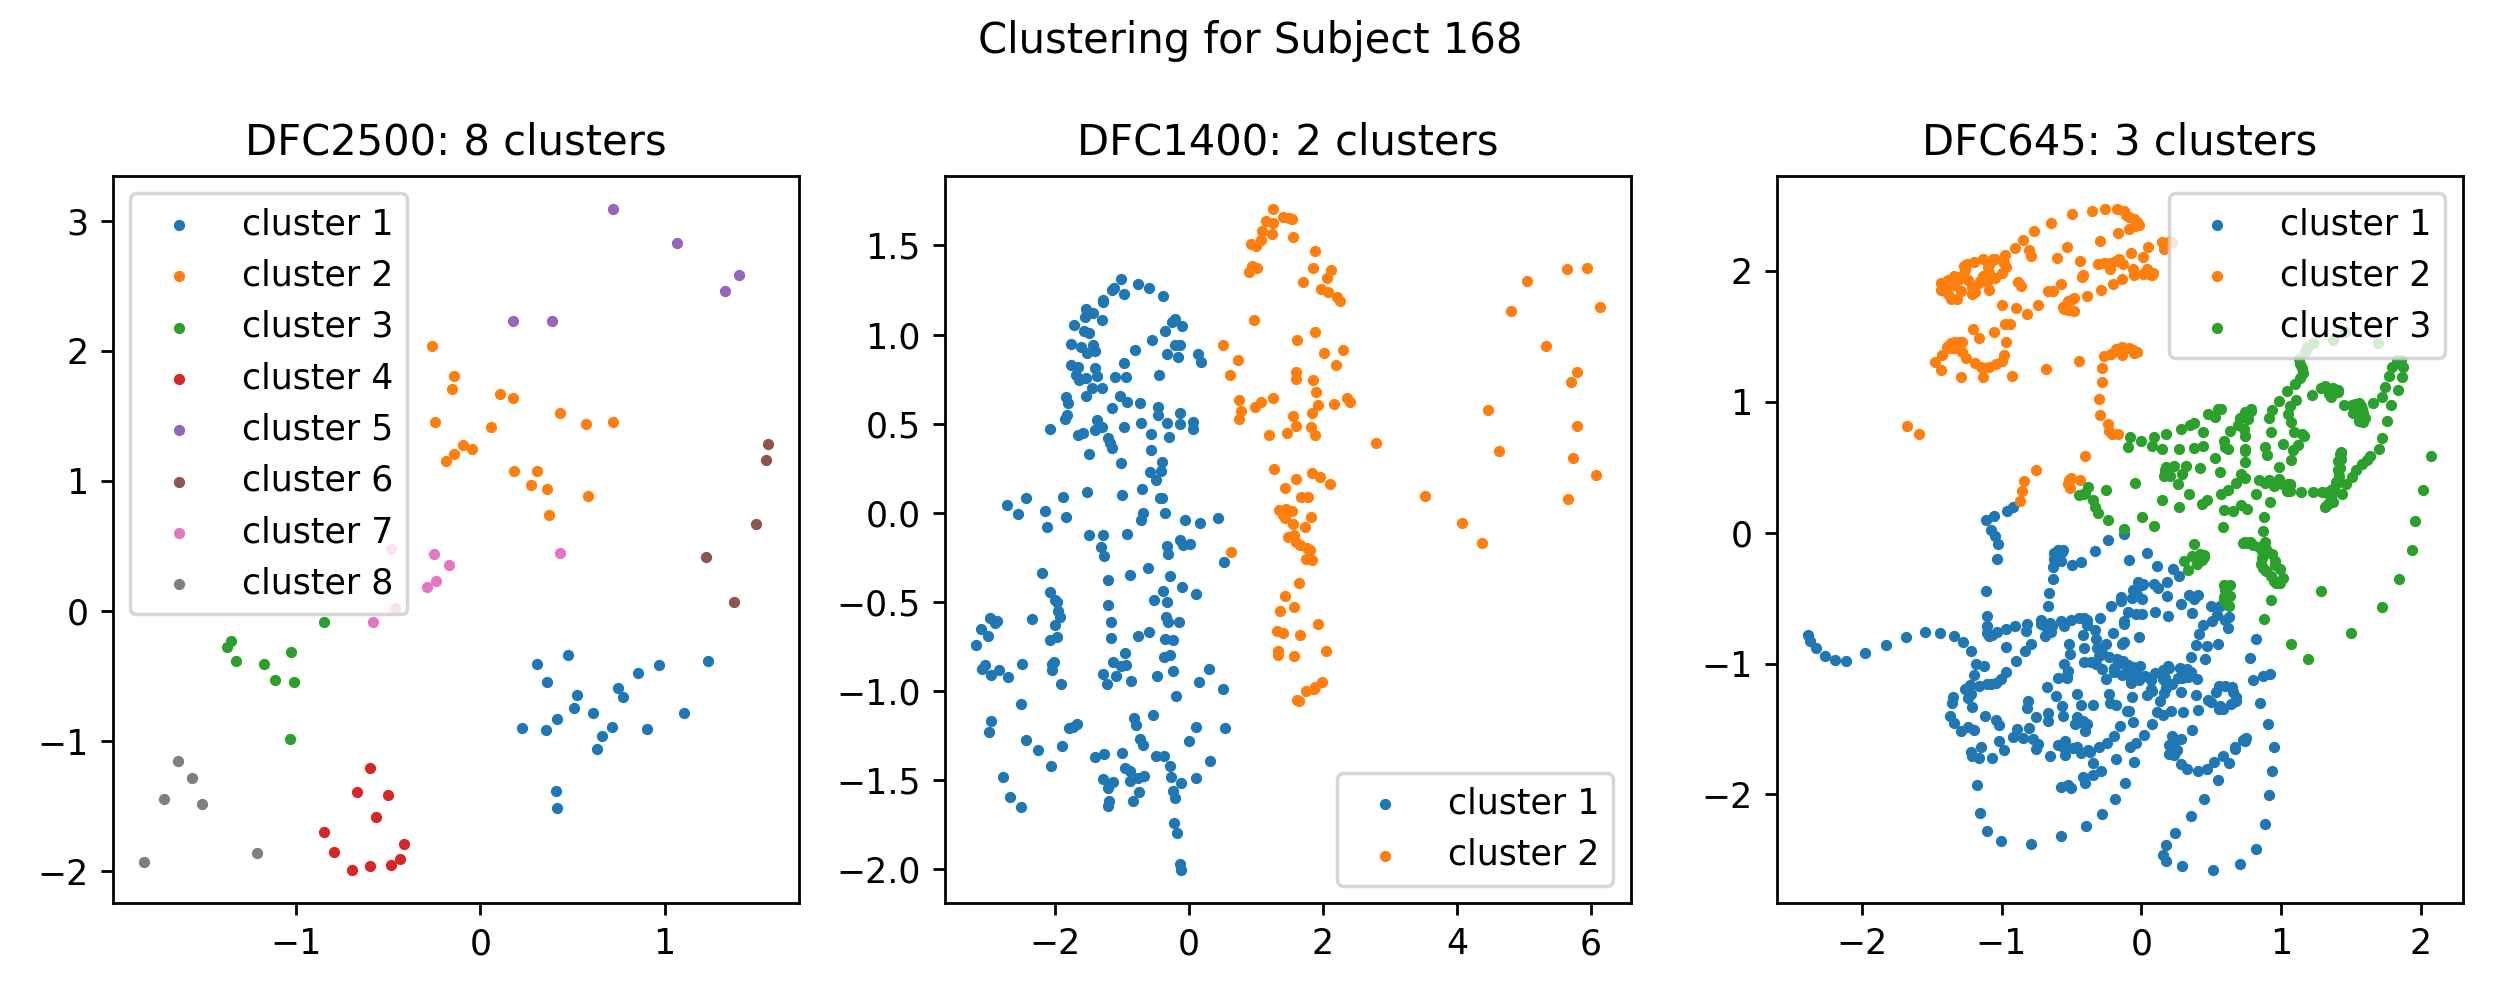 Clustering for Subject 168
DFC2500: 8 clusters
cluster 1
cluster 2
cluster 3
cluster 4
cluster 5
cluster 6
cluster 7
cluster 8
3
2
1
0
−1
−2
−1
0
1
DFC1400: 2 clusters
1.5
1.0
0.5
0.0
−0.5
−1.0
−1.5
−2.0
cluster 1
cluster 2
−2
0
2
4
6
DFC645: 3 clusters
cluster 1
cluster 2
cluster 3
2
1
0
−1
−2
−2
−1
0
1
2